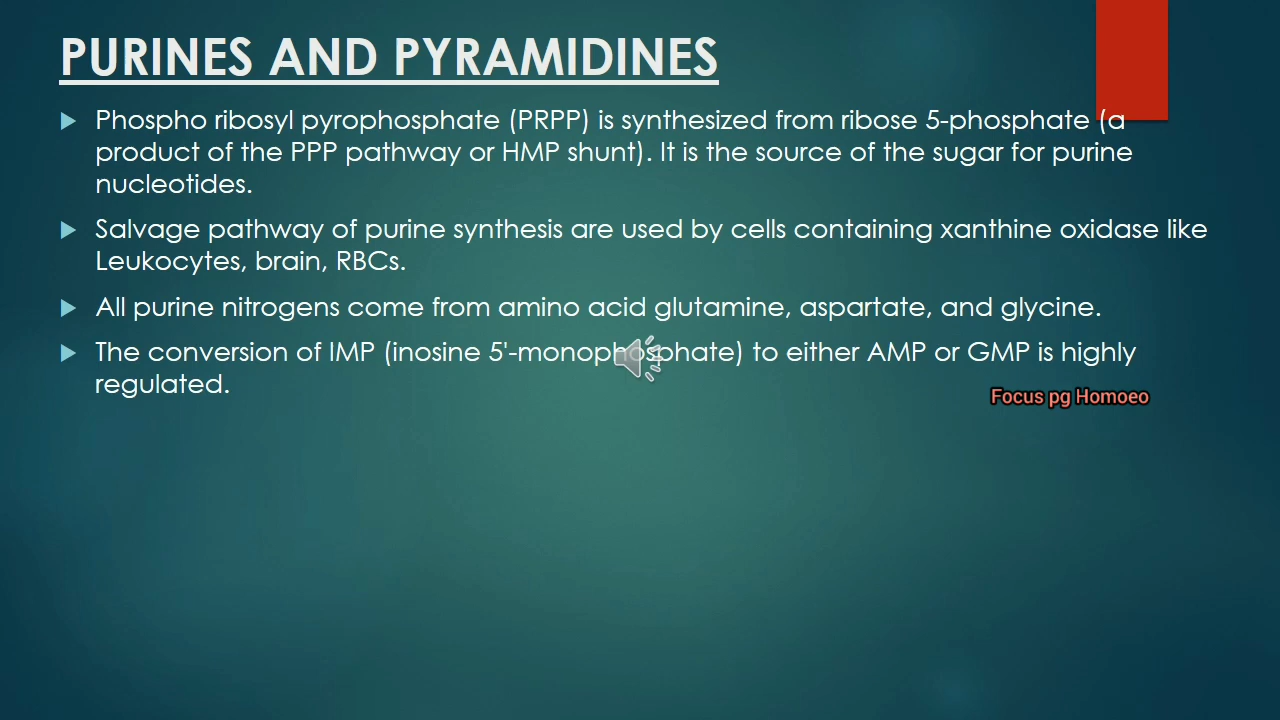 PURINES AND PYRAMIDINES
Phospho ribosyl pyrophosphate (PRPP) is synthesized from ribose 5-phosphate (a
product of the PPP pathway or HMP shunt). It is the source of the sugar for purine
nucleotides.
Salvage pathway of purine synthesis are used by cells containing xanthine oxidase like
Leukocytes, brain, RBCs.
All purine nitrogens come from amino acid glutamine, aspartate, and glycine.
The conversion of IMP (inosine 5'-monophosphate) to either AMP or GMP is highly
regulated.
Focus pg Homoeo